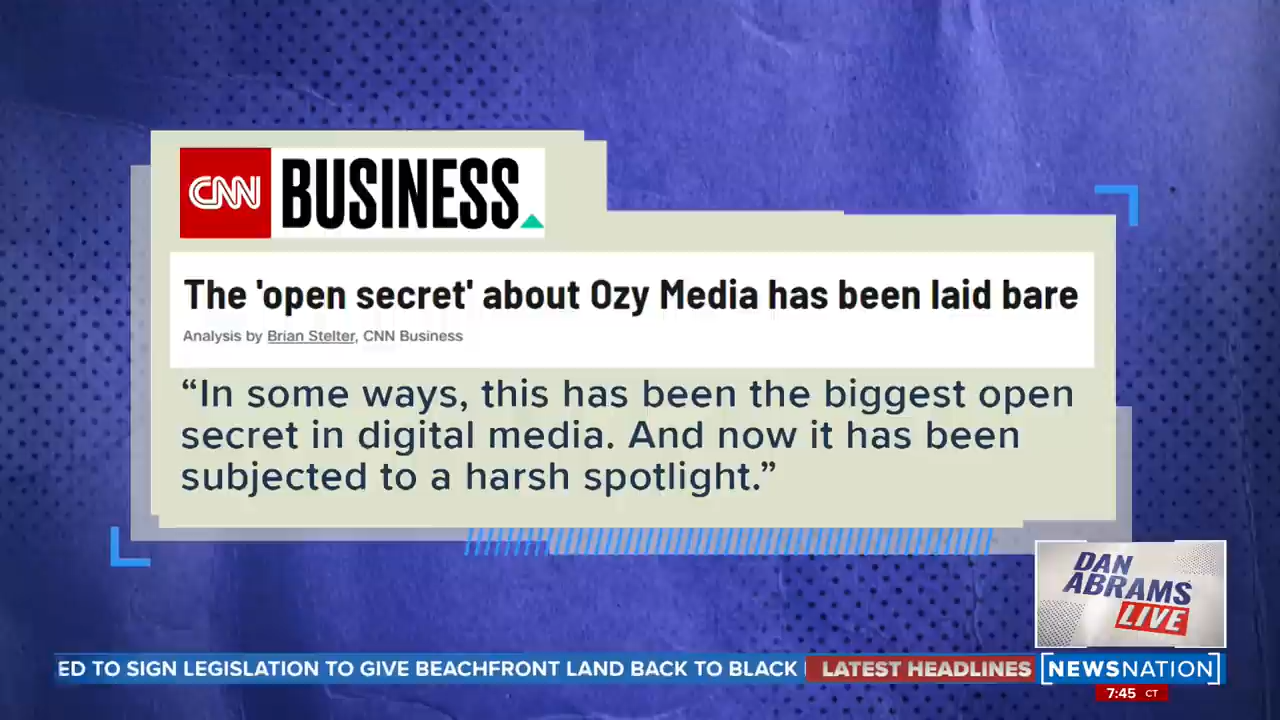 CNN BUSINESS
The 'open secret' about Ozy Media has been laid bare
Analysis by Brian Stelter, CNN Business
“In some ways, this has been the biggest open
secret in digital media. And now it has been
subjected to a harsh spotlight.”
DAN
ABRAMS
LIVE
ED TO SIGN LEGISLATION TO GIVE BEACHFRONT LAND BACK TO BLACK
LATEST HEADLINES
NEWSNATION
7:45 CT